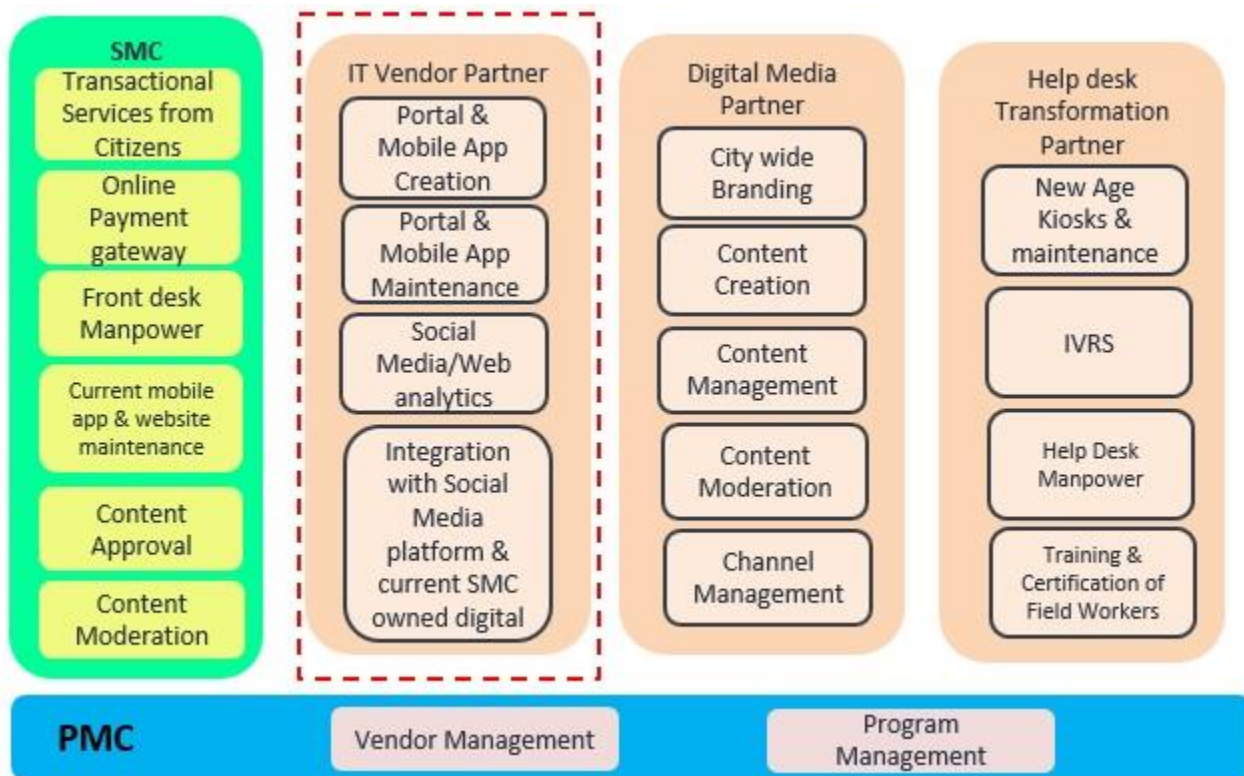 SMC
Transactional
Services from
Citizens
Online
Payment
gateway
Front desk
Manpower
Current mobile
app & website
maintenance
Content
Approval
Content
Moderation
IT Vendor Partner
Portal &
Mobile App
Creation
Portal &
Mobile App
Maintenance
Social
Media/Web
analytics
Integration
with Social
Media
platform &
current SMC
owned digital
Digital Media
Partner
City wide
Branding
Content
Creation
Content
Management
Content
Moderation
Channel
Management
Help desk
Transformation
Partner
New Age
Kiosks &
maintenance
IVRS
Help Desk
Manpower
Training &
Certification of
Field Workers
PMC
Vendor Management
Program
Management